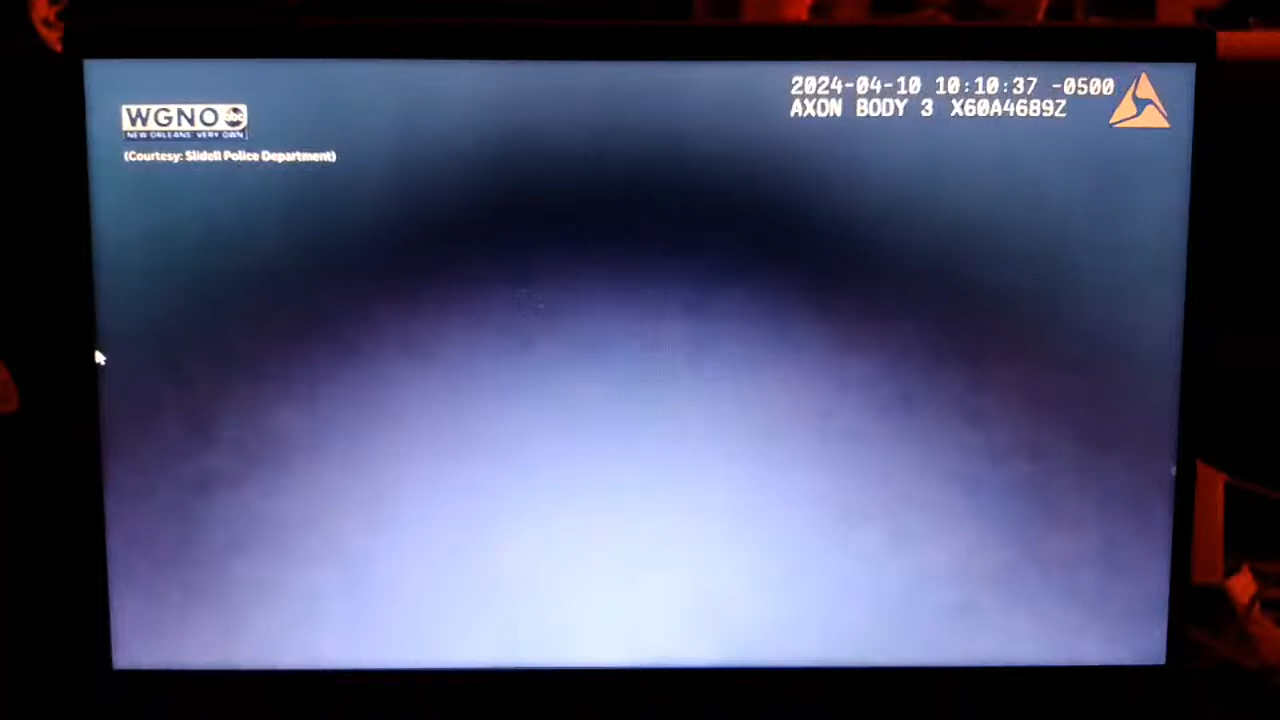 WGNO abc
NEW ORLEANS' VERY OWN
(Courtesy: Slidell Police Department)
2024-04-10 10:10:37 -0500
AXON BODY 3 X60A4689Z